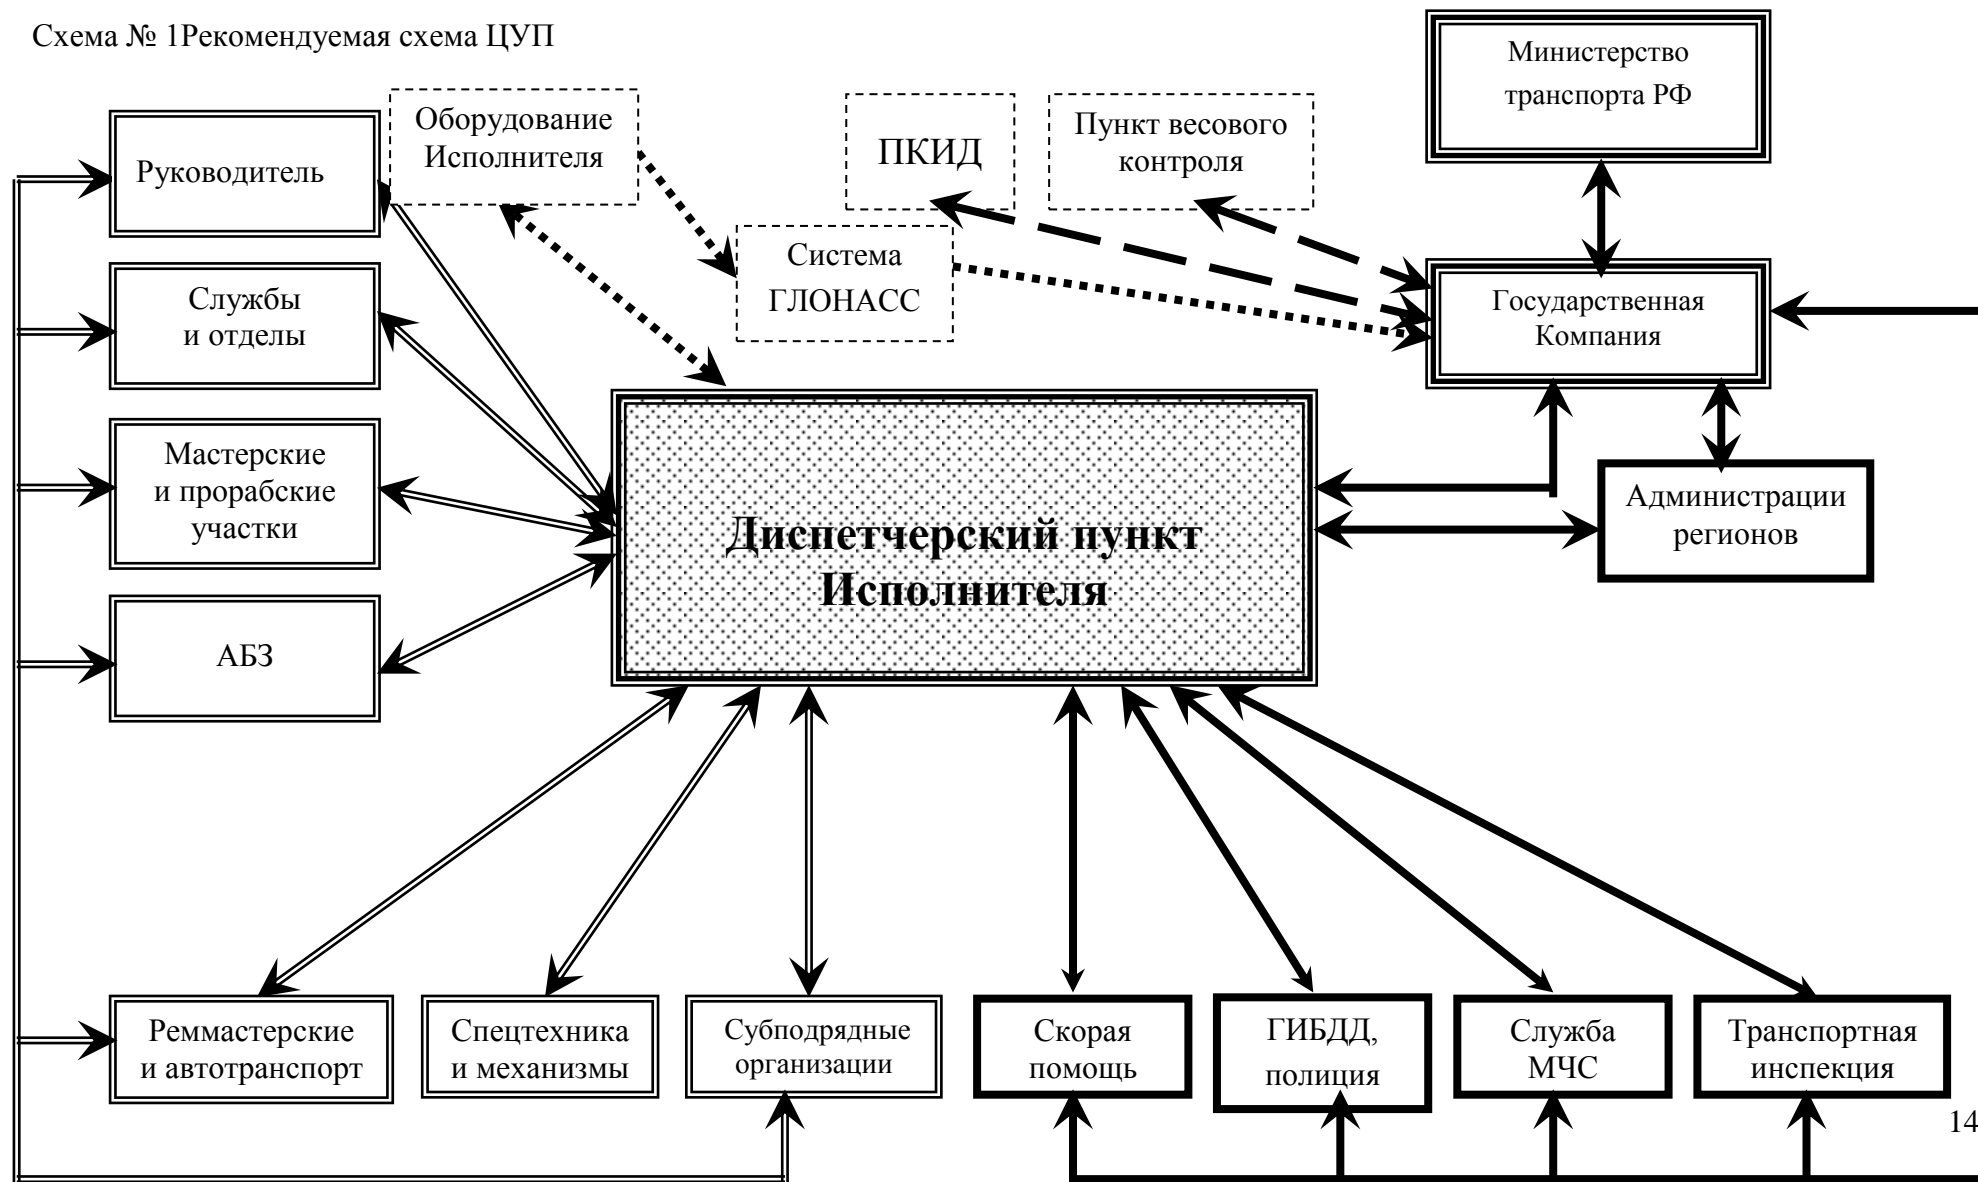 Схема № 1Рекомендуемая схема ЦУП
Министерство
транспорта РФ
Руководитель
Оборудование
Исполнителя
ПКИД
Пункт весового
контроля
Система
ГЛОНАСС
Государственная
Компания
Службы
и отделы
Мастерские
и прорабские
участки
АБЗ
Диспетчерский пункт
Исполнителя
Администрации
регионов
Реммастерские
и автотранспорт
Спецтехника
и механизмы
Субподрядные
организации
Скорая
помощь
ГИБДД,
полиция
Служба
МЧС
Транспортная
инспекция
14